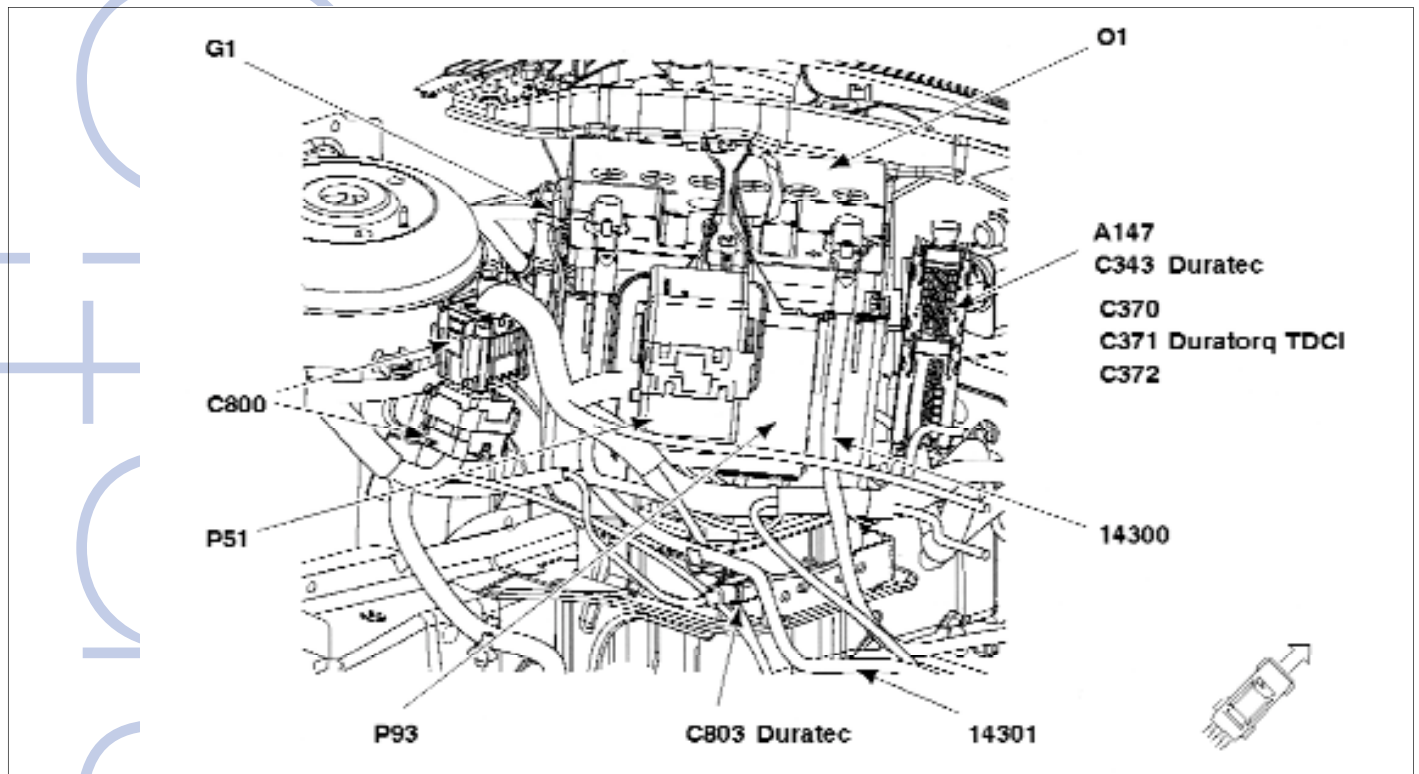 G1
O1
A147
C343 Duratec
C370
C371 Duratorq TDCI
C372
C800
P51
14300
P93
C803 Duratec
14301